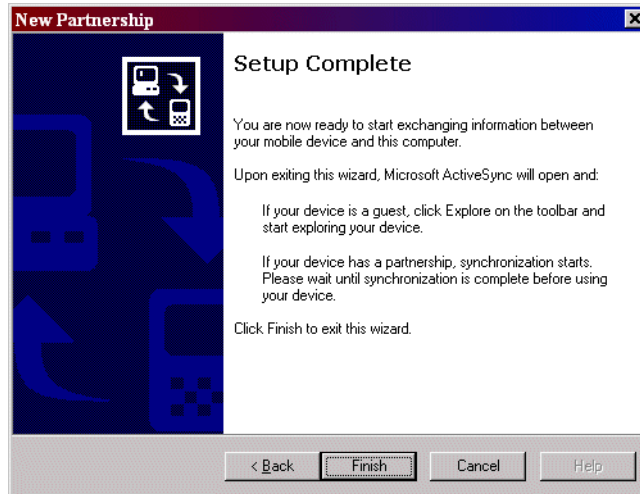 New Partnership
Setup Complete
You are now ready to start exchanging information between
your mobile device and this computer.
Upon exiting this wizard, Microsoft ActiveSync will open and:
If your device is a guest, click Explore on the toolbar and
start exploring your device.
If your device has a partnership, synchronization starts.
Please wait until synchronization is complete before using
your device.
Click Finish to exit this wizard.
< Back Finish Cancel Help